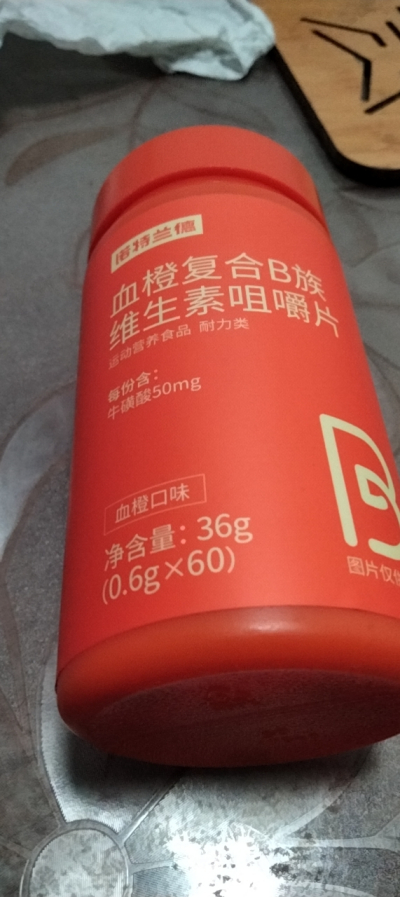 诺特兰德
血橙复合B族
维生素咀嚼片
运动营养食品 耐力类
每份含:
牛磺酸50mg
血橙口味
净含量: 36g
(0.6g×60)
B
图片仅供